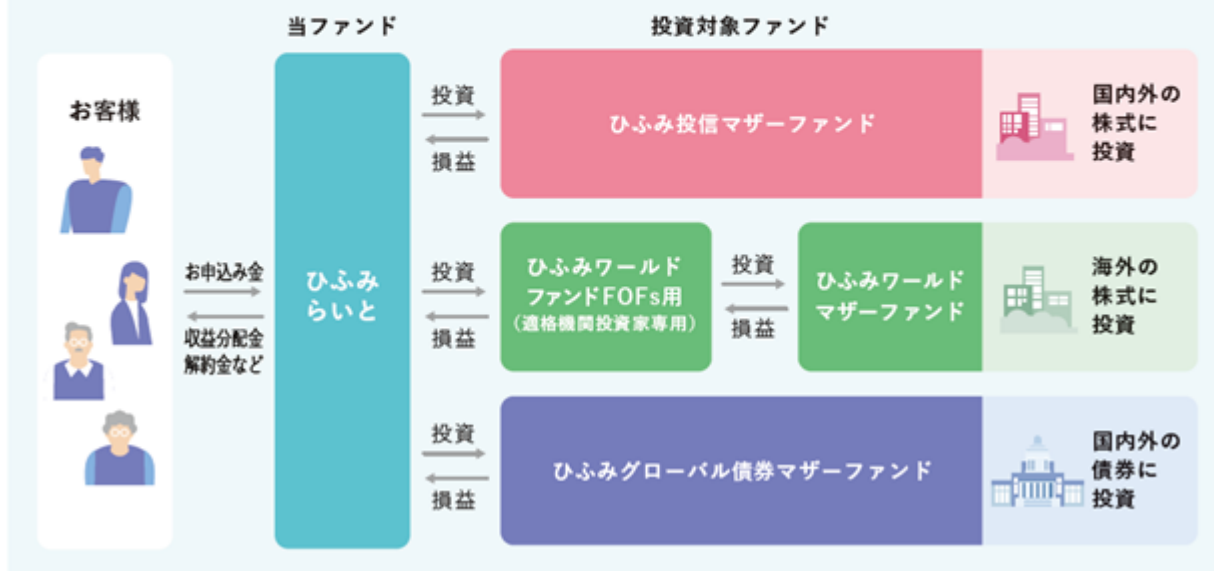 当ファンド
投資対象ファンド
お客様
お申込み金
収益分配金
解約金など
ひふみ
らいと
投資
損益
ひふみ投信マザーファンド
国内外の
株式に
投資
投資
損益
ひふみワールド
ファンドFOFs用
(適格機関投資家専用)
投資
損益
ひふみワールド
マザーファンド
海外の
株式に
投資
投資
損益
ひふみグローバル債券マザーファンド
国内外の
債券に
投資